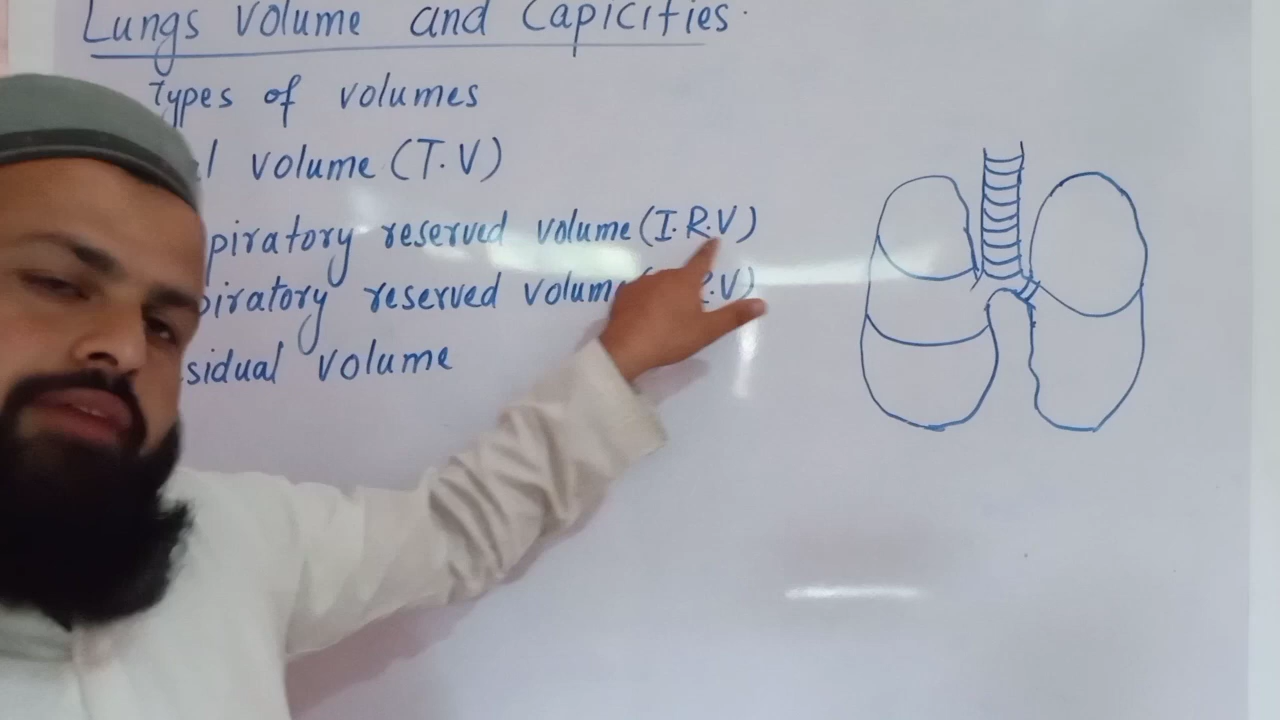 Lungs volume and Capicities.
Types of volumes
l volume (T.V)
piratory reserved volume (I.R.V)
piratory reserved volum R.V)
sidual volume